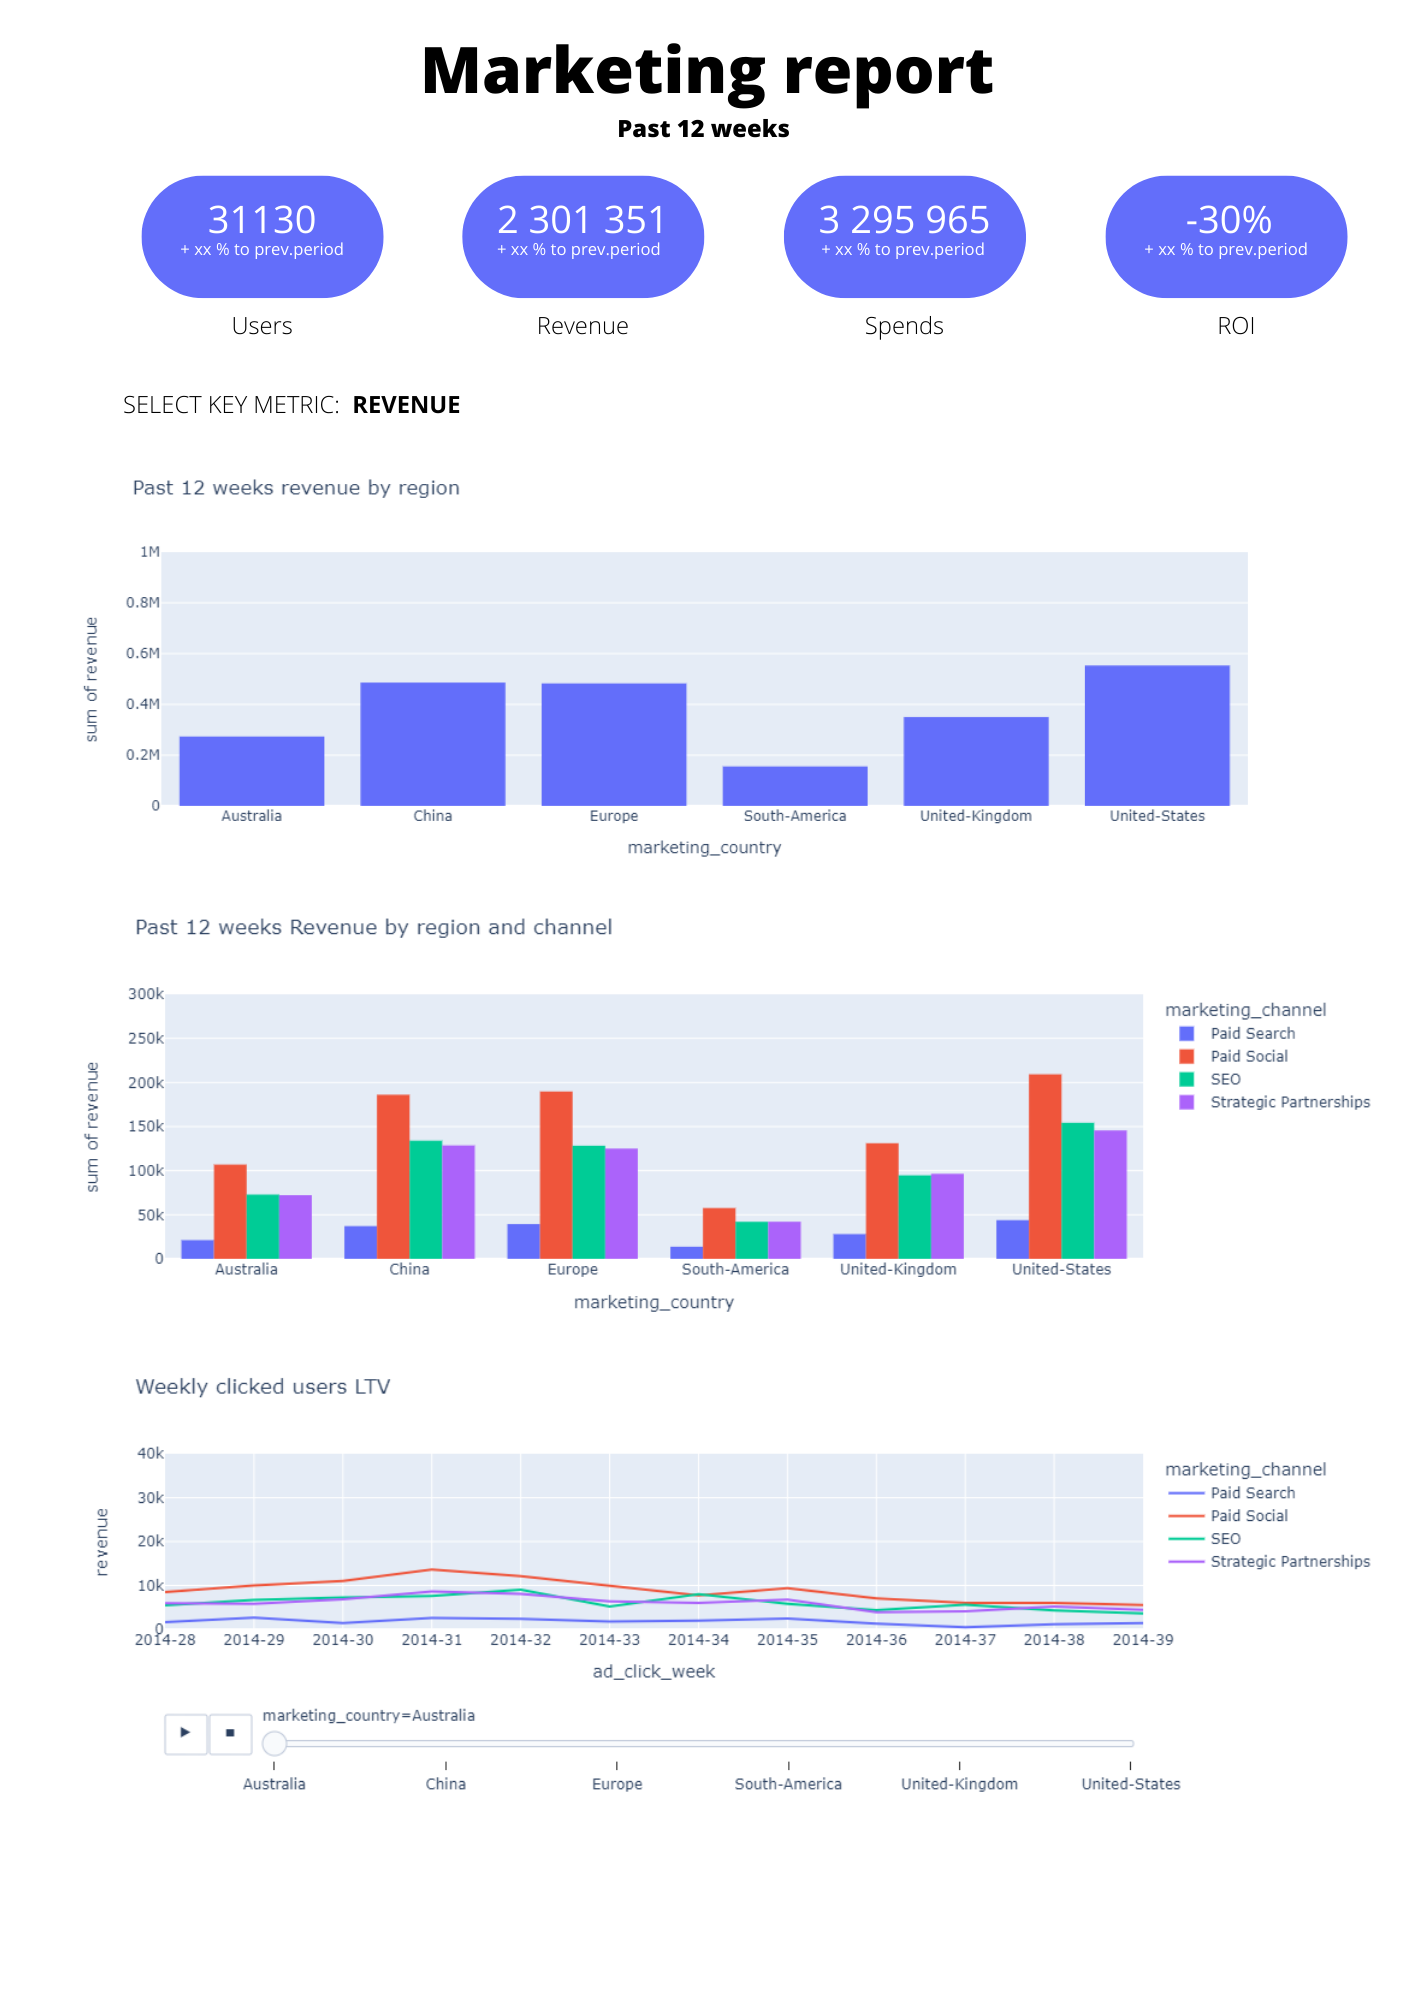 Marketing report
Past 12 weeks
31130
+ xx % to prev.period
Users
2 301 351
+ xx % to prev.period
Revenue
3 295 965
+ xx % to prev.period
Spends
-30%
+ xx % to prev.period
ROI
SELECT KEY METRIC: REVENUE
Past 12 weeks revenue by region
sum of revenue
1M
0.8M
0.6M
0.4M
0.2M
0
Australia China Europe South-America United-Kingdom United-States
marketing_country
Past 12 weeks Revenue by region and channel
sum of revenue
300k
250k
200k
150k
100k
50k
0
Australia China Europe South-America United-Kingdom United-States
marketing_country
marketing_channel
Paid Search
Paid Social
SEO
Strategic Partnerships
Weekly clicked users LTV
revenue
40k
30k
20k
10k
0
2014-28 2014-29 2014-30 2014-31 2014-32 2014-33 2014-34 2014-35 2014-36 2014-37 2014-38 2014-39
ad_click_week
marketing_channel
Paid Search
Paid Social
SEO
Strategic Partnerships
marketing_country=Australia
Australia China Europe South-America United-Kingdom United-States